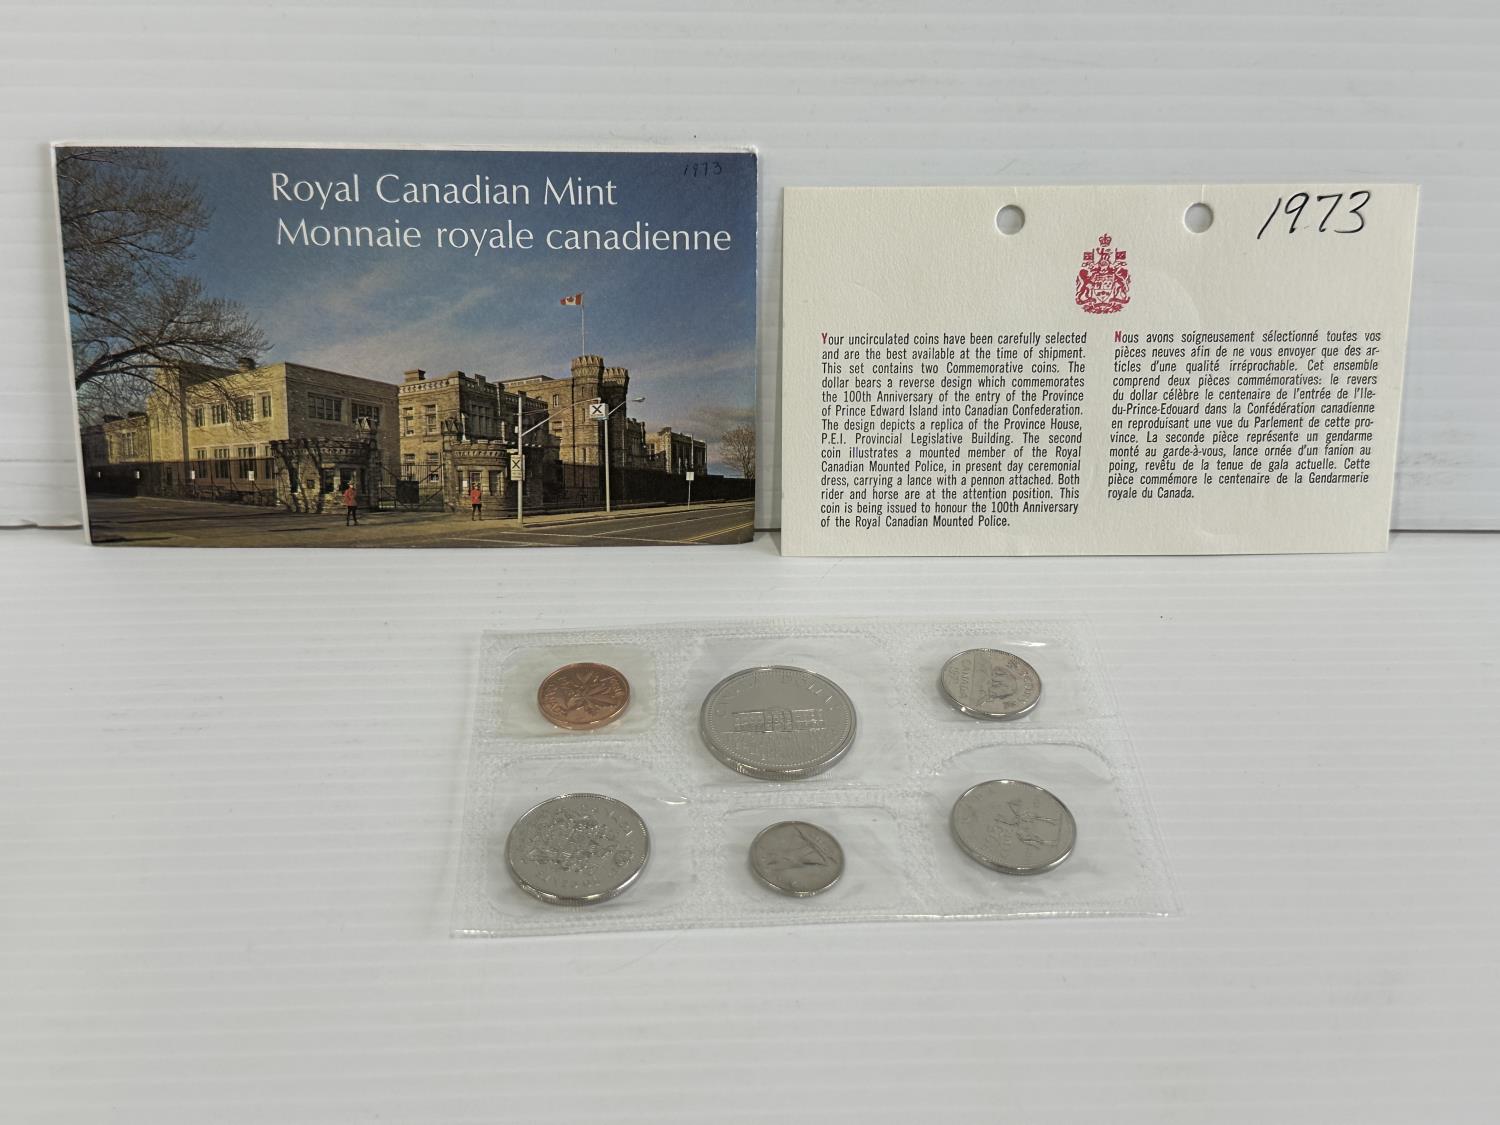 1973
Royal Canadian Mint
Monnaie royale canadienne
1973
Your uncirculated coins have been carefully selected
and are the best available at the time of shipment.
This set contains two Commemorative coins. The
dollar bears a reverse design which commemorates
the 100th Anniversary of the entry of the Province
of Prince Edward Island into Canadian Confederation.
The design depicts a replica of the Province House,
P.E.I. Provincial Legislative Building. The second
coin illustrates a mounted member of the Royal
Canadian Mounted Police, in present day ceremonial
dress, carrying a lance with a pennon attached. Both
rider and horse are at the attention position. This
coin is being issued to honour the 100th Anniversary
of the Royal Canadian Mounted Police.
Nous avons soigneusement sélectionné toutes vos
pièces neuves afin de ne vous envoyer que des ar-
ticles d'une qualité irréprochable. Cet ensemble
comprend deux pièces commémoratives: le revers
du dollar célèbre le centenaire de l'entrée de l'Ile-
du-Prince-Edouard dans la Confédération canadienne
en reproduisant une vue du Parlement de cette pro-
vince. La seconde pièce représente un gendarme
monté au garde-à-vous, lance ornée d'un fanion au
poing, revêtu de la tenue de gala actuelle. Cette
pièce commémore le centenaire de la Gendarmerie
royale du Canada.
CANADA